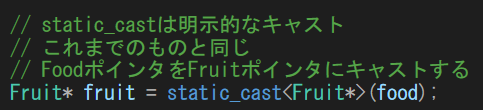 // static_castは明示的なキャスト
// これまでのものと同じ
// FoodポインタをFruitポインタにキャストする
Fruit* fruit = static_cast<Fruit*>(food);